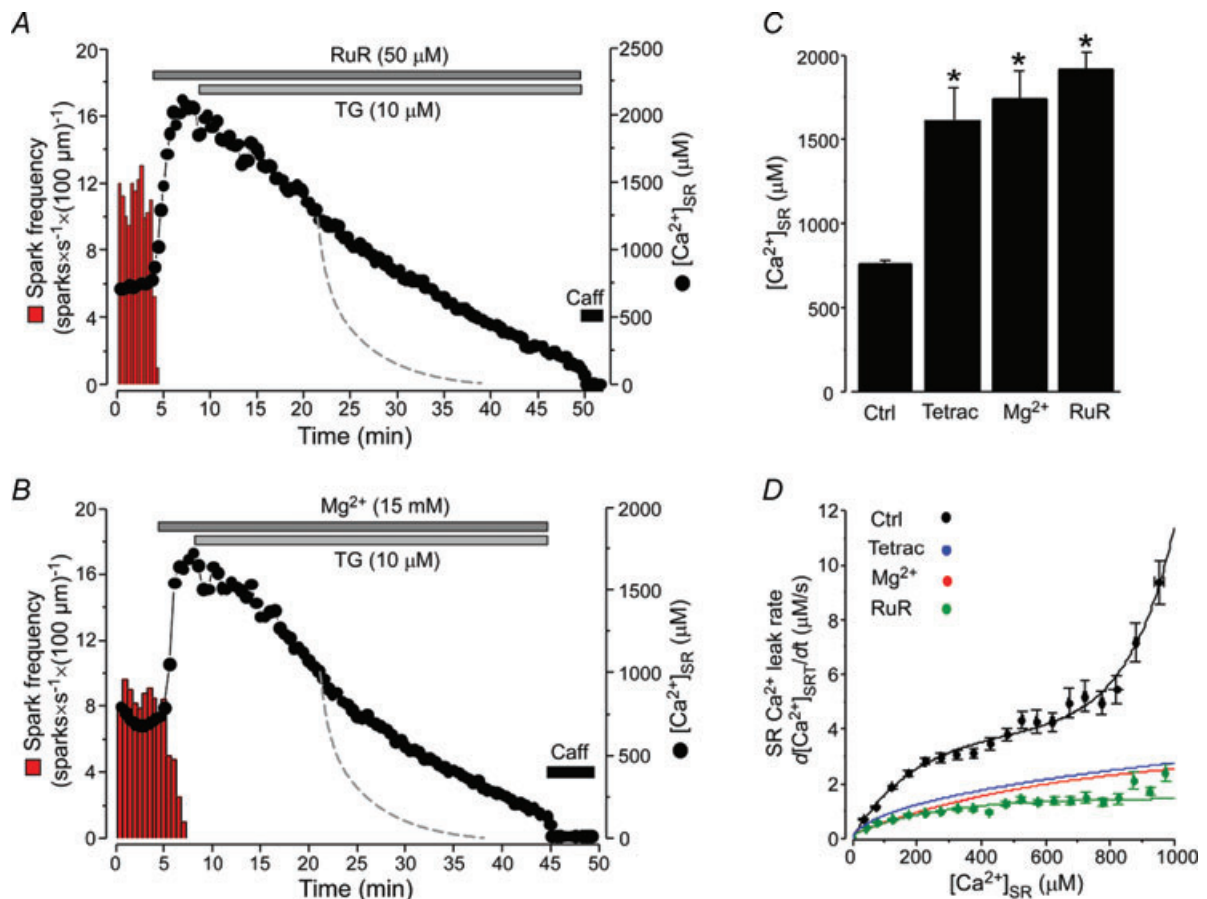 A
RuR (50 μM)
TG (10 μM)
Spark frequency
(sparks×s⁻¹×(100 μm)⁻¹
20
16
12
8
4
0
2500
2000
1500
1000
500
0
[Ca²⁺]SR (μM)
Caff
0 5 10 15 20 25 30 35 40 45 50
Time (min)
B
Mg²⁺ (15 mM)
TG (10 μM)
Spark frequency
(sparks×s⁻¹×(100 μm)⁻¹
20
16
12
8
4
0
2000
1500
1000
500
0
[Ca²⁺]SR (μM)
Caff
0 5 10 15 20 25 30 35 40 45 50
Time (min)
C
[Ca²⁺]SR
(μM)
2000
1500
1000
500
0
* * *
Ctrl Tetrac Mg²⁺ RuR
D
SR Ca²⁺ leak rate
d[Ca²⁺]SRT/dt (μM/s)
12
10
8
6
4
2
0
Ctrl
Tetrac
Mg²⁺
RuR
0 200 400 600 800 1000
[Ca²⁺]SR (μM)